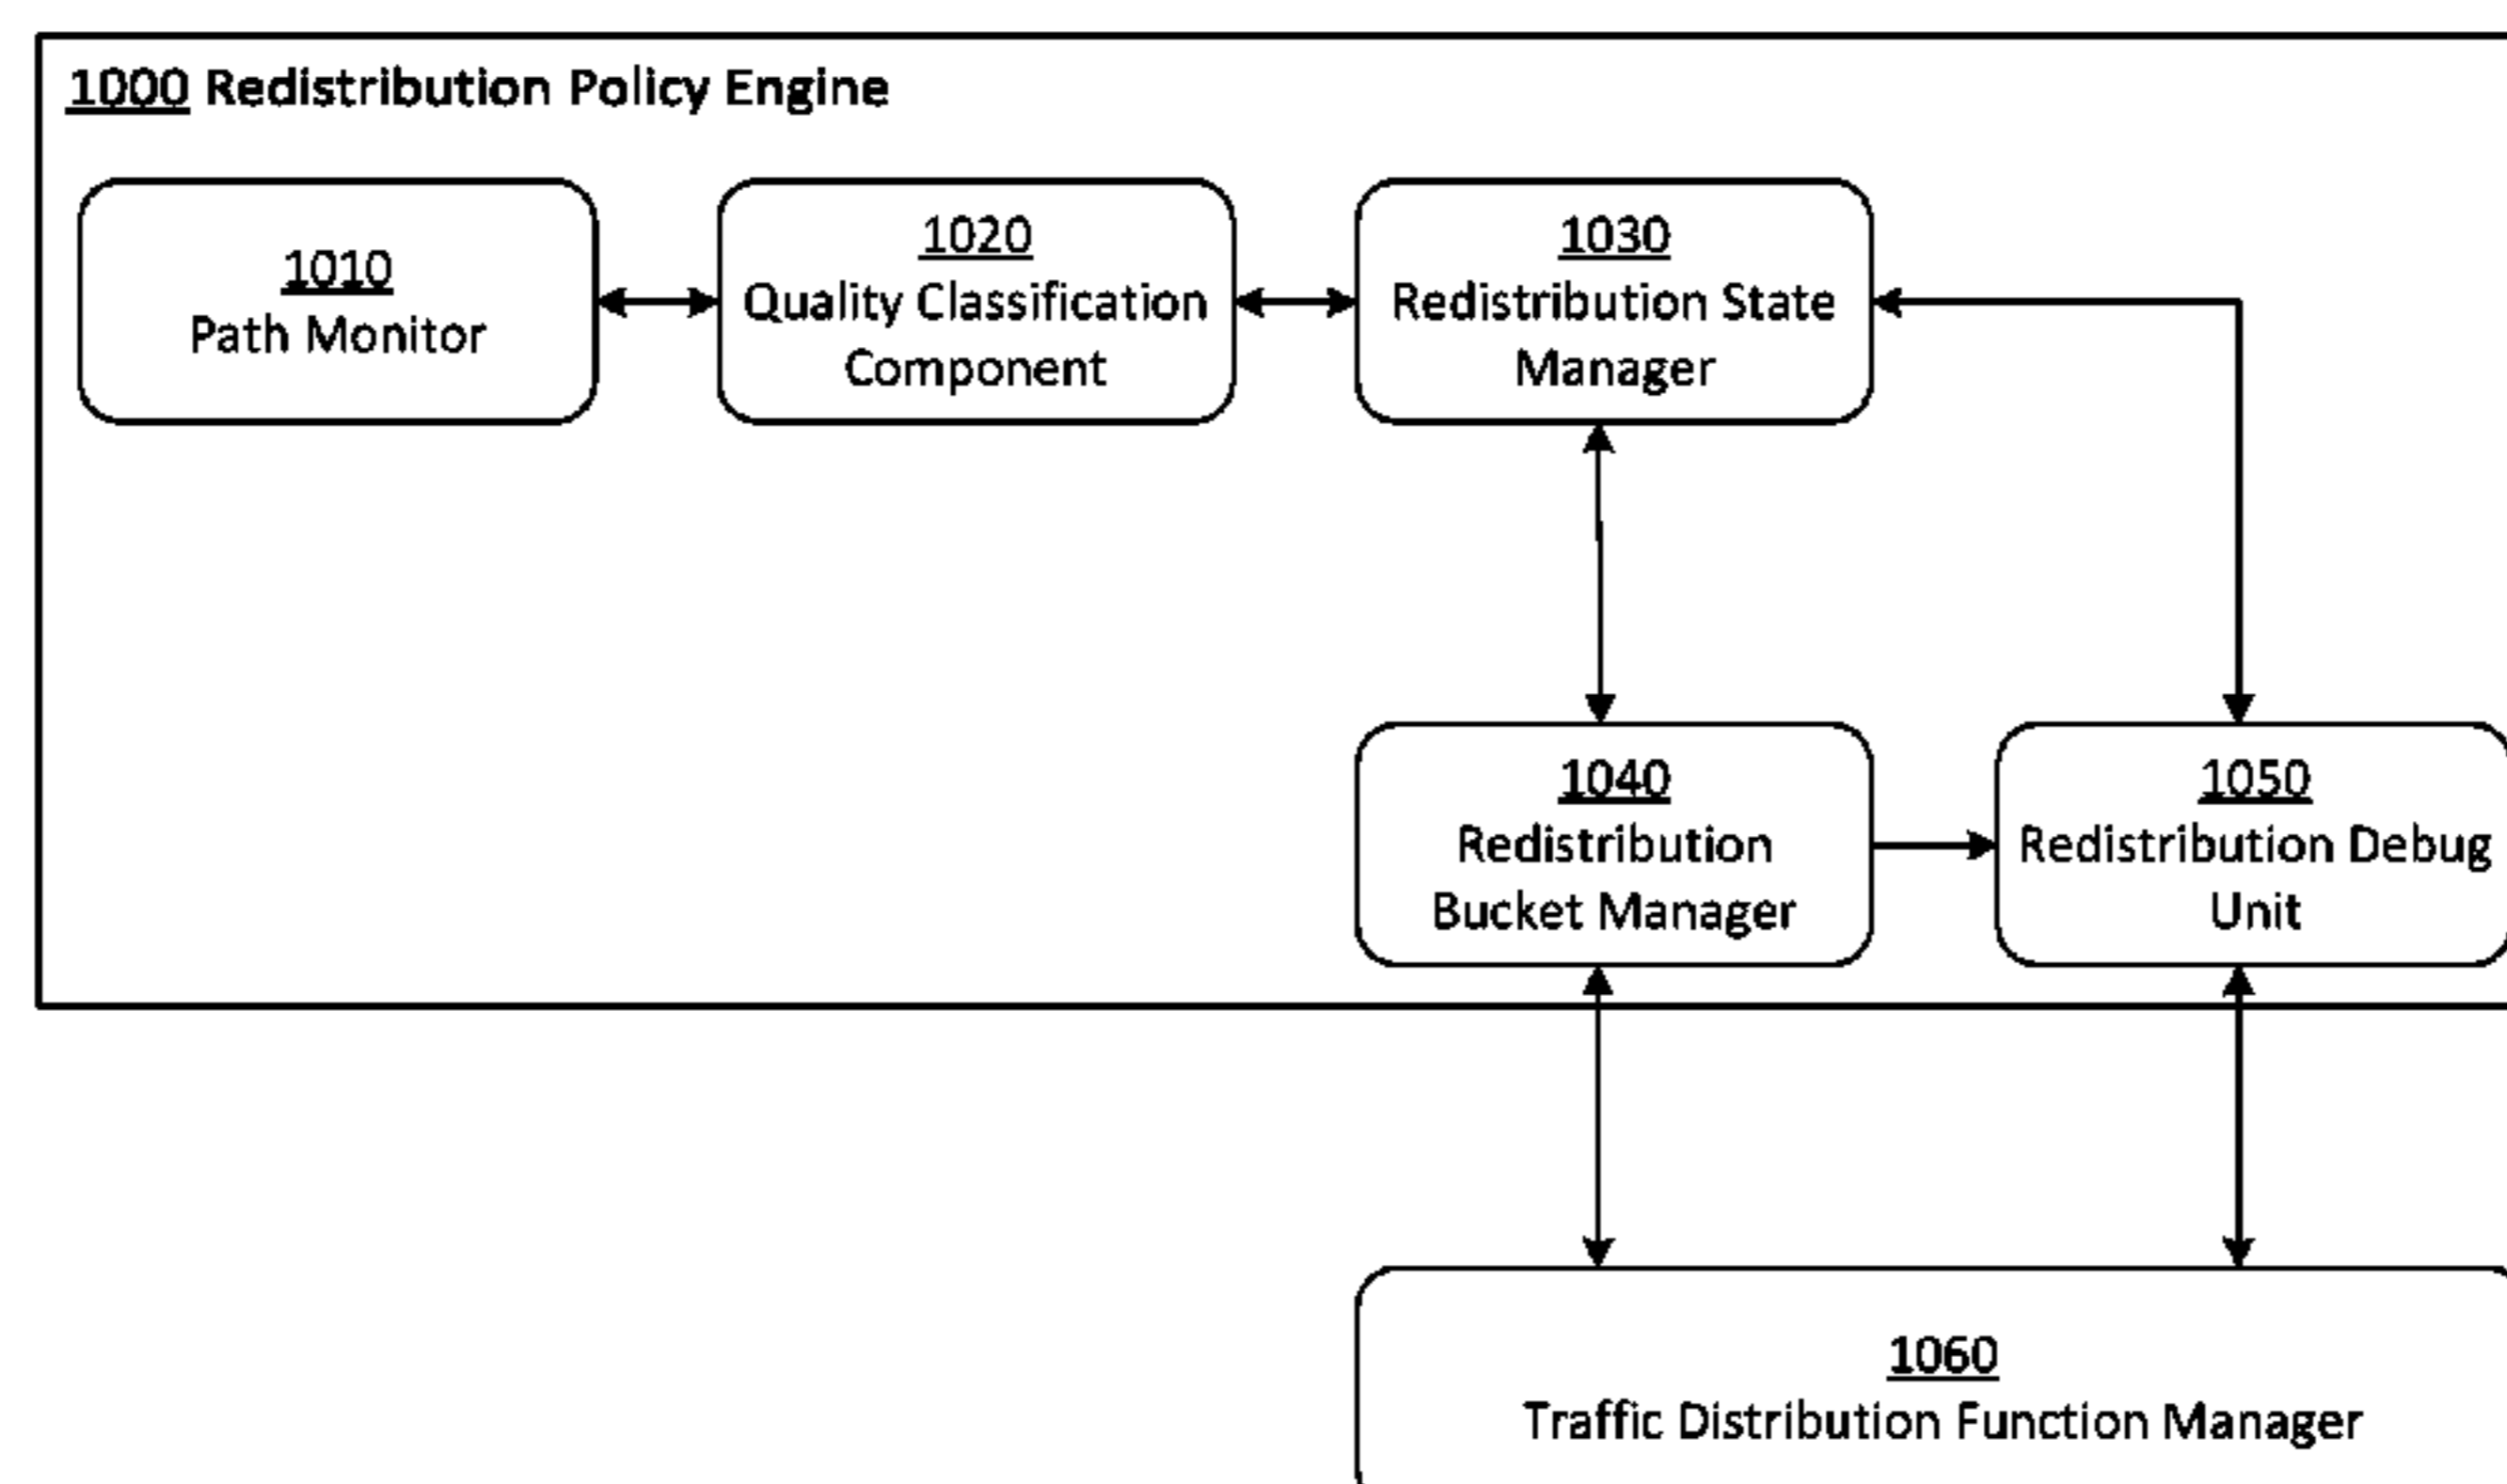 1000 Redistribution Policy Engine
1010
Path Monitor
1020
Quality Classification
Component
1030
Redistribution State
Manager
1040
Redistribution
Bucket Manager
1050
Redistribution Debug
Unit
1060
Traffic Distribution Function Manager